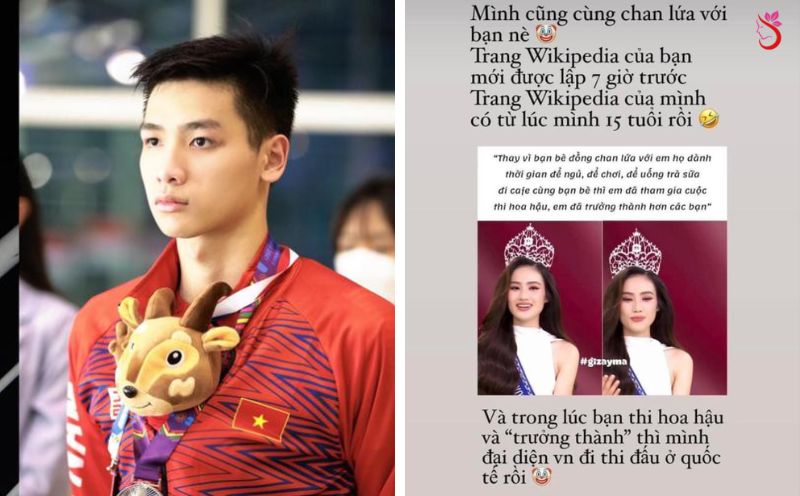 NAM
Mình cũng cùng chan lứa với
bạn nè 🤡
Trang Wikipedia của bạn
mới được lập 7 giờ trước
Trang Wikipedia của mình
có từ lúc mình 15 tuổi rồi 🤣
"Thay vì bạn bè đồng chan lứa với em họ dành
thời gian để ngủ, để chơi, để uống trà sữa
đi cafe cùng bạn bè thì em đã tham gia cuộc
thi hoa hậu, em đã trưởng thành hơn các bạn"
#gizayma
Và trong lúc bạn thi hoa hậu
và “trưởng thành” thì mình
đại diện vn đi thi đấu ở quốc
tế rồi 🤡